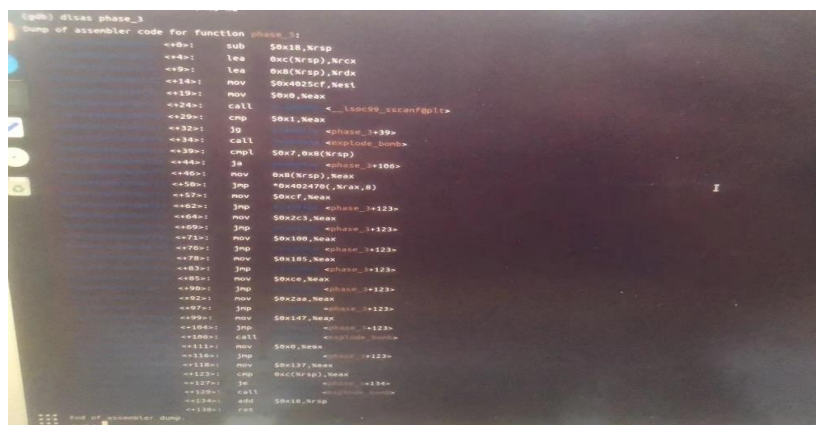 (gdb) disas phase_3
Dump of assembler code for function phase_3:
<+0>: sub $0x18,%rsp
<+4>: lea 0xc(%rsp),%rcx
<+9>: lea 0x8(%rsp),%rdx
<+14>: mov $0x4025cf,%esi
<+19>: mov $0x0,%eax
<+24>: call <__isoc99_sscanf@plt>
<+29>: cmp $0x1,%eax
<+32>: jg <phase_3+39>
<+34>: call <explode_bomb>
<+39>: cmpl $0x7,0x8(%rsp)
<+44>: ja <phase_3+106>
<+46>: mov 0x8(%rsp),%eax
<+50>: jmp *0x402470(,%rax,8)
<+57>: mov $0xcf,%eax
<+62>: jmp <phase_3+123>
<+64>: mov $0x2c3,%eax
<+69>: jmp <phase_3+123>
<+71>: mov $0x100,%eax
<+76>: jmp <phase_3+123>
<+78>: mov $0x185,%eax
<+83>: jmp <phase_3+123>
<+85>: mov $0xce,%eax
<+90>: jmp <phase_3+123>
<+92>: mov $0x2aa,%eax
<+97>: jmp <phase_3+123>
<+99>: mov $0x147,%eax
<+104>: jmp <phase_3+123>
<+106>: call <explode_bomb>
<+111>: mov $0x0,%eax
<+116>: jmp <phase_3+123>
<+118>: mov $0x137,%eax
<+123>: cmp 0xc(%rsp),%eax
<+127>: je <phase_3+134>
<+129>: call <explode_bomb>
<+134>: add $0x18,%rsp
<+138>: ret
End of assembler dump.